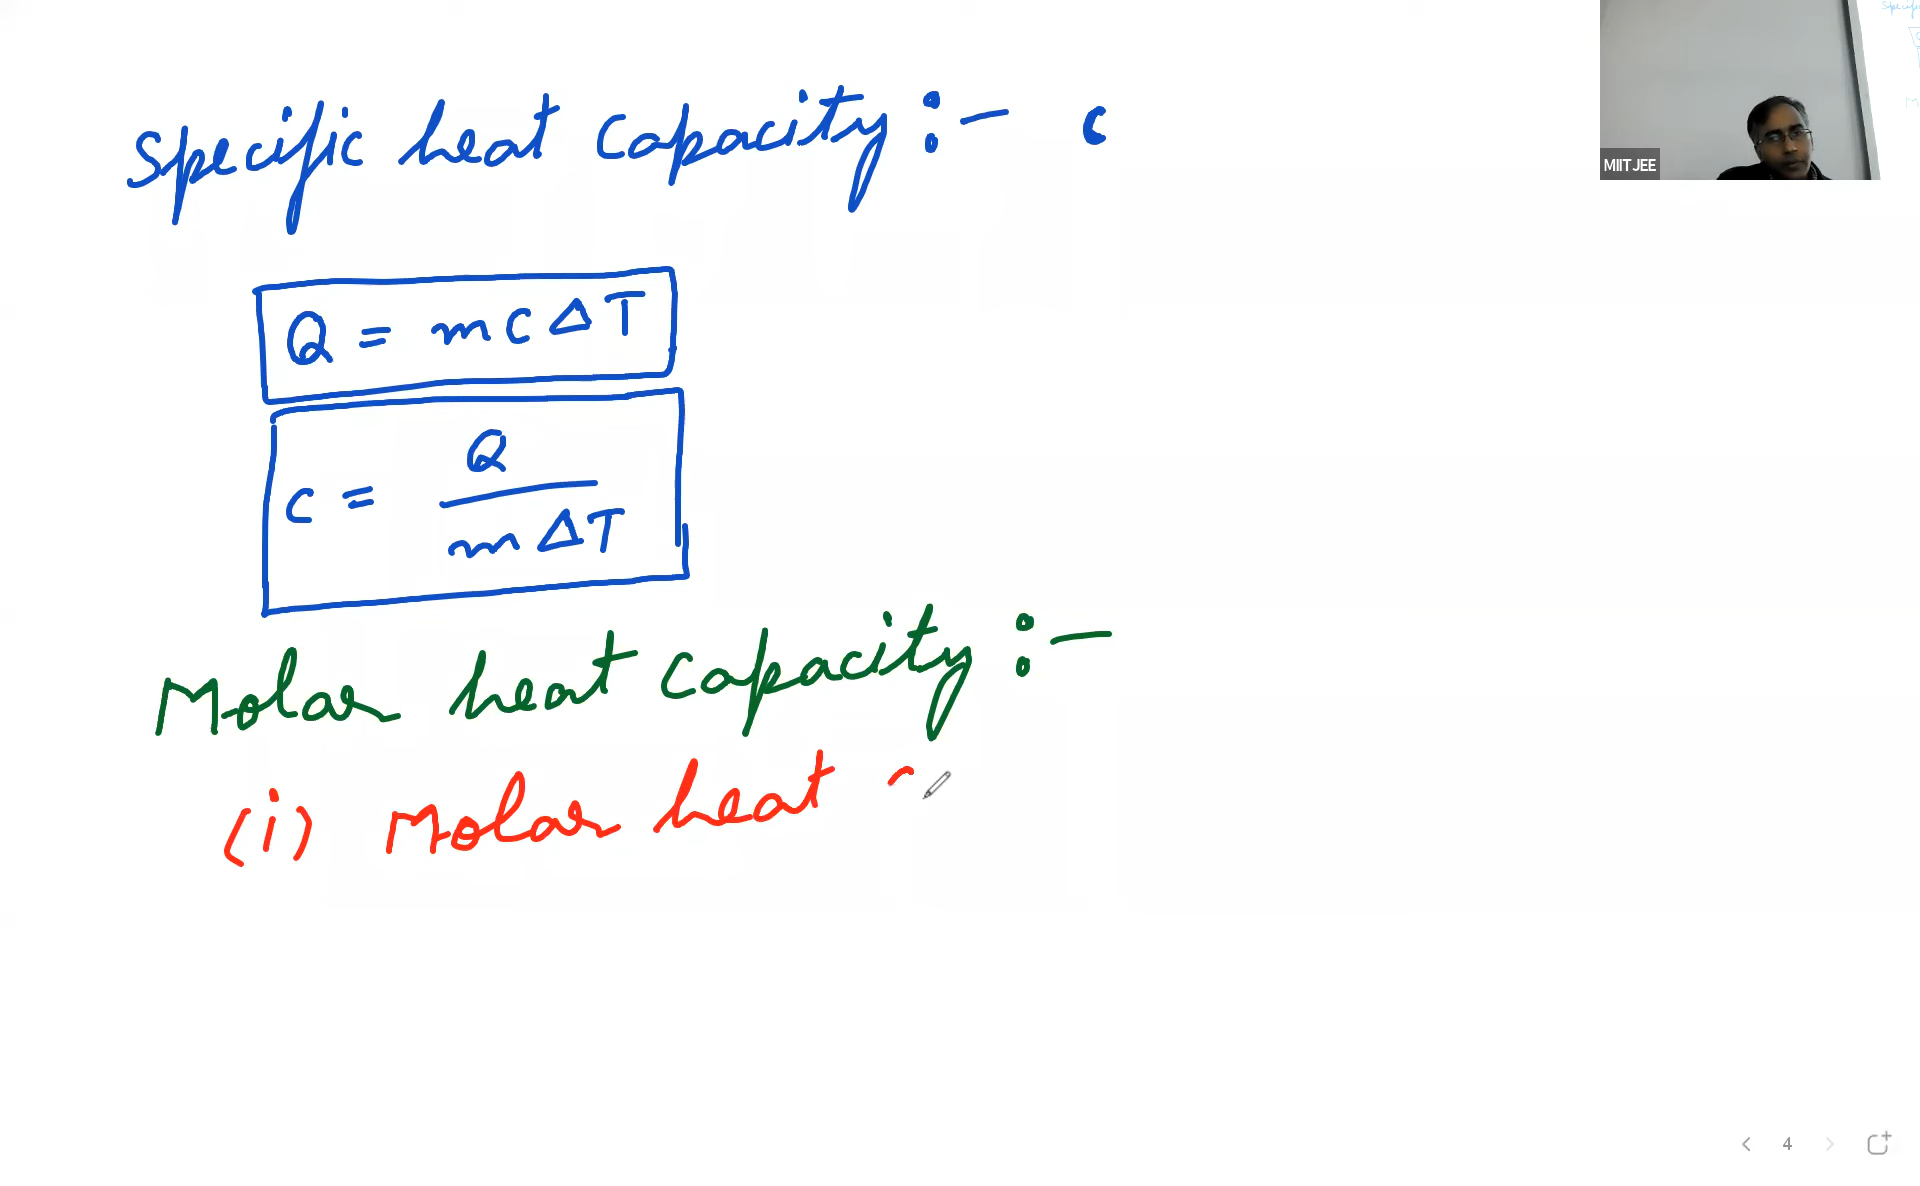 Specific heat capacity :- c
Q = mcΔT
c = Q / mΔT
Molar heat capacity :-
(i) Molar heat
MIIT JEE
4